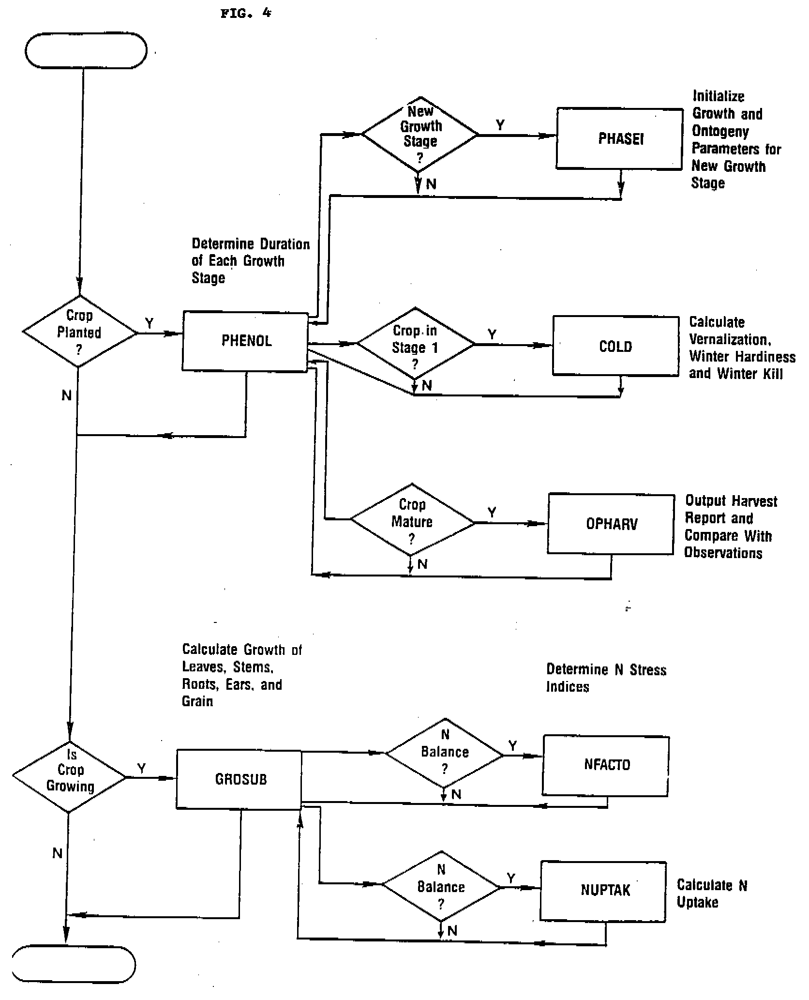 FIG. 4
New
Growth
Stage
?
Y
N
PHASEI
Initialize
Growth and
Ontogeny
Parameters for
New Growth
Stage
Determine Duration
of Each Growth
Stage
Crop
Planted
?
Y
N
PHENOL
Crop in
Stage 1
?
Y
N
COLD
Calculate
Vernalization,
Winter Hardiness
and Winter Kill
Crop
Mature
?
Y
N
OPHARV
Output Harvest
Report and
Compare With
Observations
Calculate Growth of
Leaves, Stems,
Roots, Ears, and
Grain
Determine N Stress
Indices
Is
Crop
Growing
Y
N
GROSUB
N
Balance
?
Y
N
NFACTO
N
Balance
?
Y
N
NUPTAK
Calculate N
Uptake